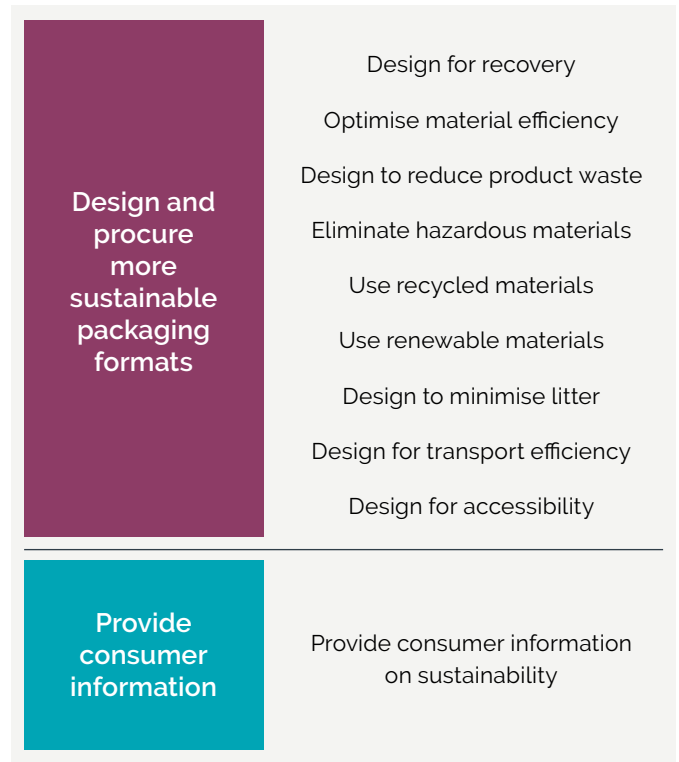 Design and
procure
more
sustainable
packaging
formats
Design for recovery
Optimise material efficiency
Design to reduce product waste
Eliminate hazardous materials
Use recycled materials
Use renewable materials
Design to minimise litter
Design for transport efficiency
Design for accessibility
Provide
consumer
information
Provide consumer information
on sustainability